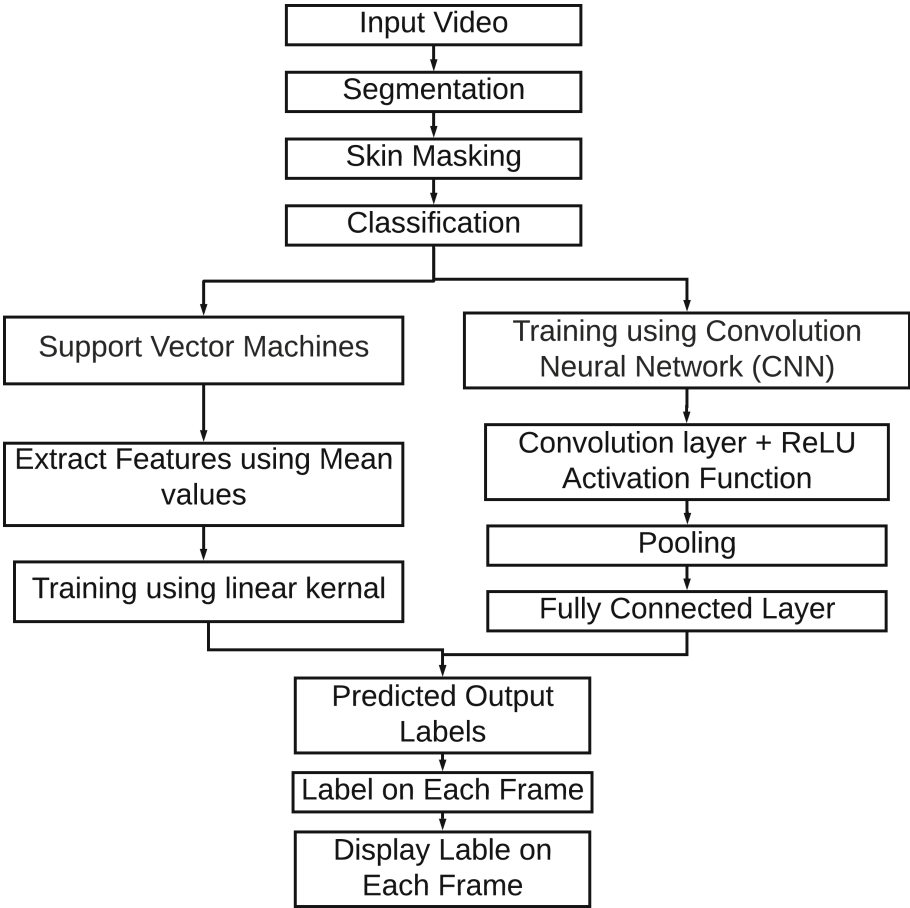 Input Video
Segmentation
Skin Masking
Classification
Support Vector Machines
Extract Features using Mean
values
Training using linear kernal
Training using Convolution
Neural Network (CNN)
Convolution layer + ReLU
Activation Function
Pooling
Fully Connected Layer
Predicted Output
Labels
Label on Each Frame
Display Lable on
Each Frame